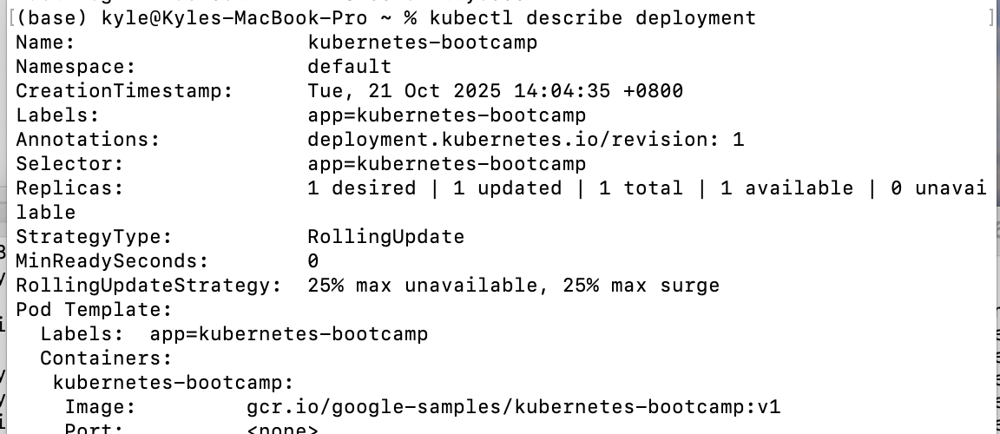 [(base) kyle@Kyles-MacBook-Pro ~ % kubectl describe deployment ]
Name: kubernetes-bootcamp
Namespace: default
CreationTimestamp: Tue, 21 Oct 2025 14:04:35 +0800
Labels: app=kubernetes-bootcamp
Annotations: deployment.kubernetes.io/revision: 1
Selector: app=kubernetes-bootcamp
Replicas: 1 desired | 1 updated | 1 total | 1 available | 0 unavai
lable
StrategyType: RollingUpdate
MinReadySeconds: 0
RollingUpdateStrategy: 25% max unavailable, 25% max surge
Pod Template:
Labels: app=kubernetes-bootcamp
Containers:
kubernetes-bootcamp:
Image: gcr.io/google-samples/kubernetes-bootcamp:v1
Port: <none>